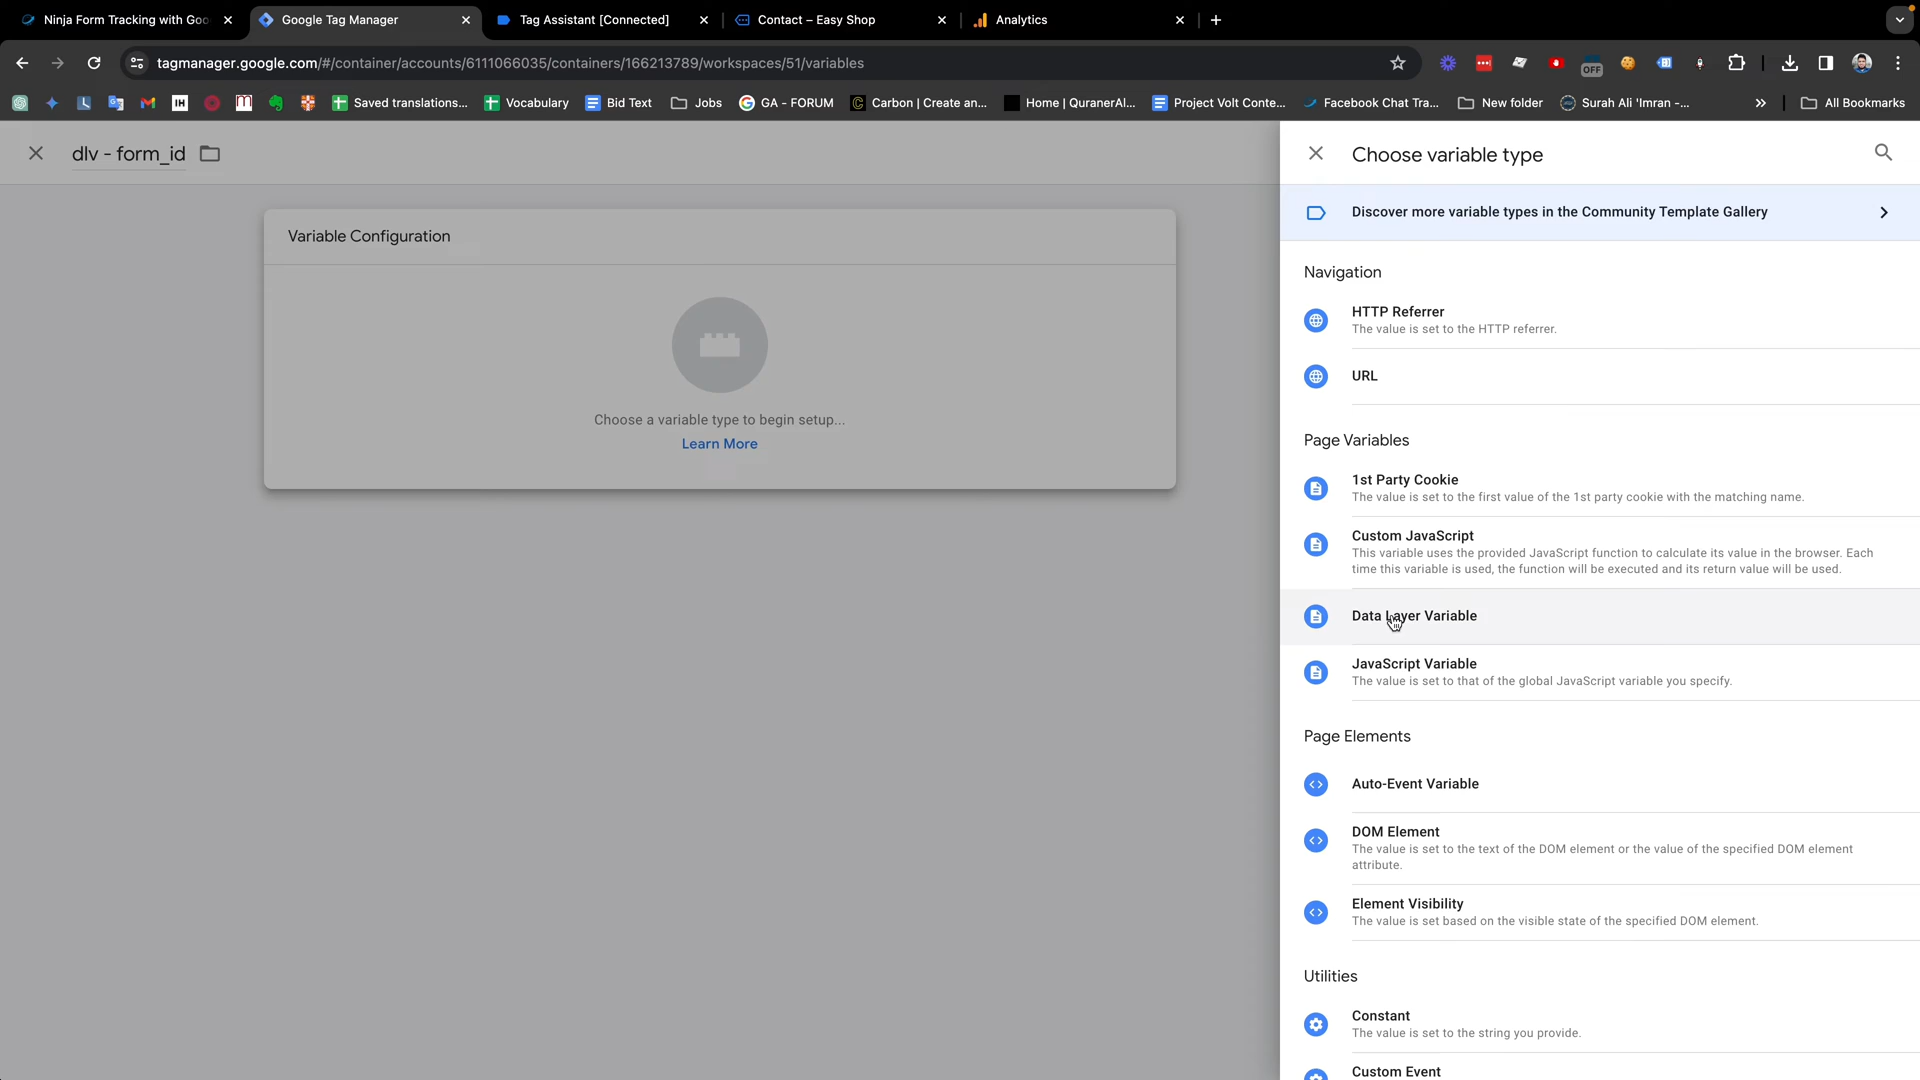 Ninja Form Tracking with Goo
Google Tag Manager
Tag Assistant [Connected]
Contact – Easy Shop
Analytics
tagmanager.google.com/#/container/accounts/6111066035/containers/166213789/workspaces/51/variables
OFF
Saved translations...
Vocabulary
Bid Text
Jobs
GA - FORUM
Carbon | Create an...
Home | QuranerAl...
Project Volt Conte...
Facebook Chat Tra...
New folder
Surah Ali 'Imran -...
All Bookmarks
dlv - form_id
Variable Configuration
Choose a variable type to begin setup...
Learn More
Choose variable type
Discover more variable types in the Community Template Gallery
Navigation
HTTP Referrer
The value is set to the HTTP referrer.
URL
Page Variables
1st Party Cookie
The value is set to the first value of the 1st party cookie with the matching name.
Custom JavaScript
This variable uses the provided JavaScript function to calculate its value in the browser. Each
time this variable is used, the function will be executed and its return value will be used.
Data Layer Variable
JavaScript Variable
The value is set to that of the global JavaScript variable you specify.
Page Elements
Auto-Event Variable
DOM Element
The value is set to the text of the DOM element or the value of the specified DOM element
attribute.
Element Visibility
The value is set based on the visible state of the specified DOM element.
Utilities
Constant
The value is set to the string you provide.
Custom Event